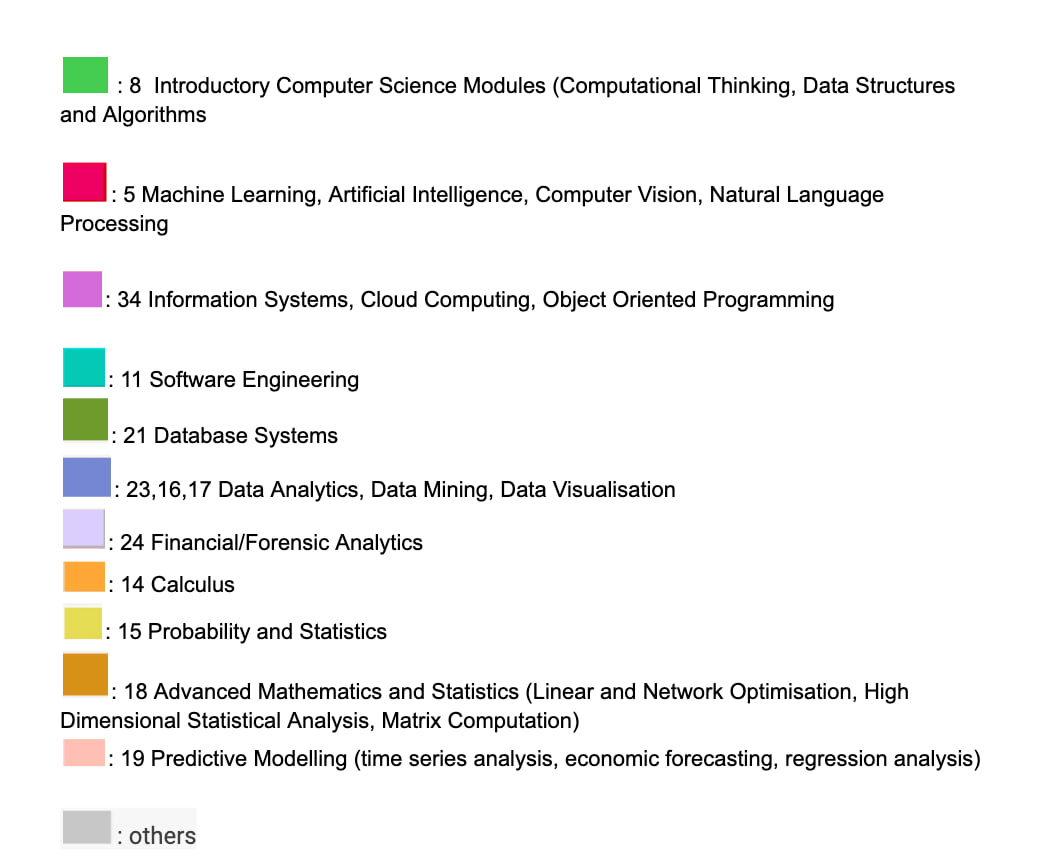 : 8  Introductory Computer Science Modules (Computational Thinking, Data Structures
and Algorithms
: 5 Machine Learning, Artificial Intelligence, Computer Vision, Natural Language
Processing
: 34 Information Systems, Cloud Computing, Object Oriented Programming
: 11 Software Engineering
: 21 Database Systems
: 23,16,17 Data Analytics, Data Mining, Data Visualisation
: 24 Financial/Forensic Analytics
: 14 Calculus
: 15 Probability and Statistics
: 18 Advanced Mathematics and Statistics (Linear and Network Optimisation, High
Dimensional Statistical Analysis, Matrix Computation)
: 19 Predictive Modelling (time series analysis, economic forecasting, regression analysis)
: others